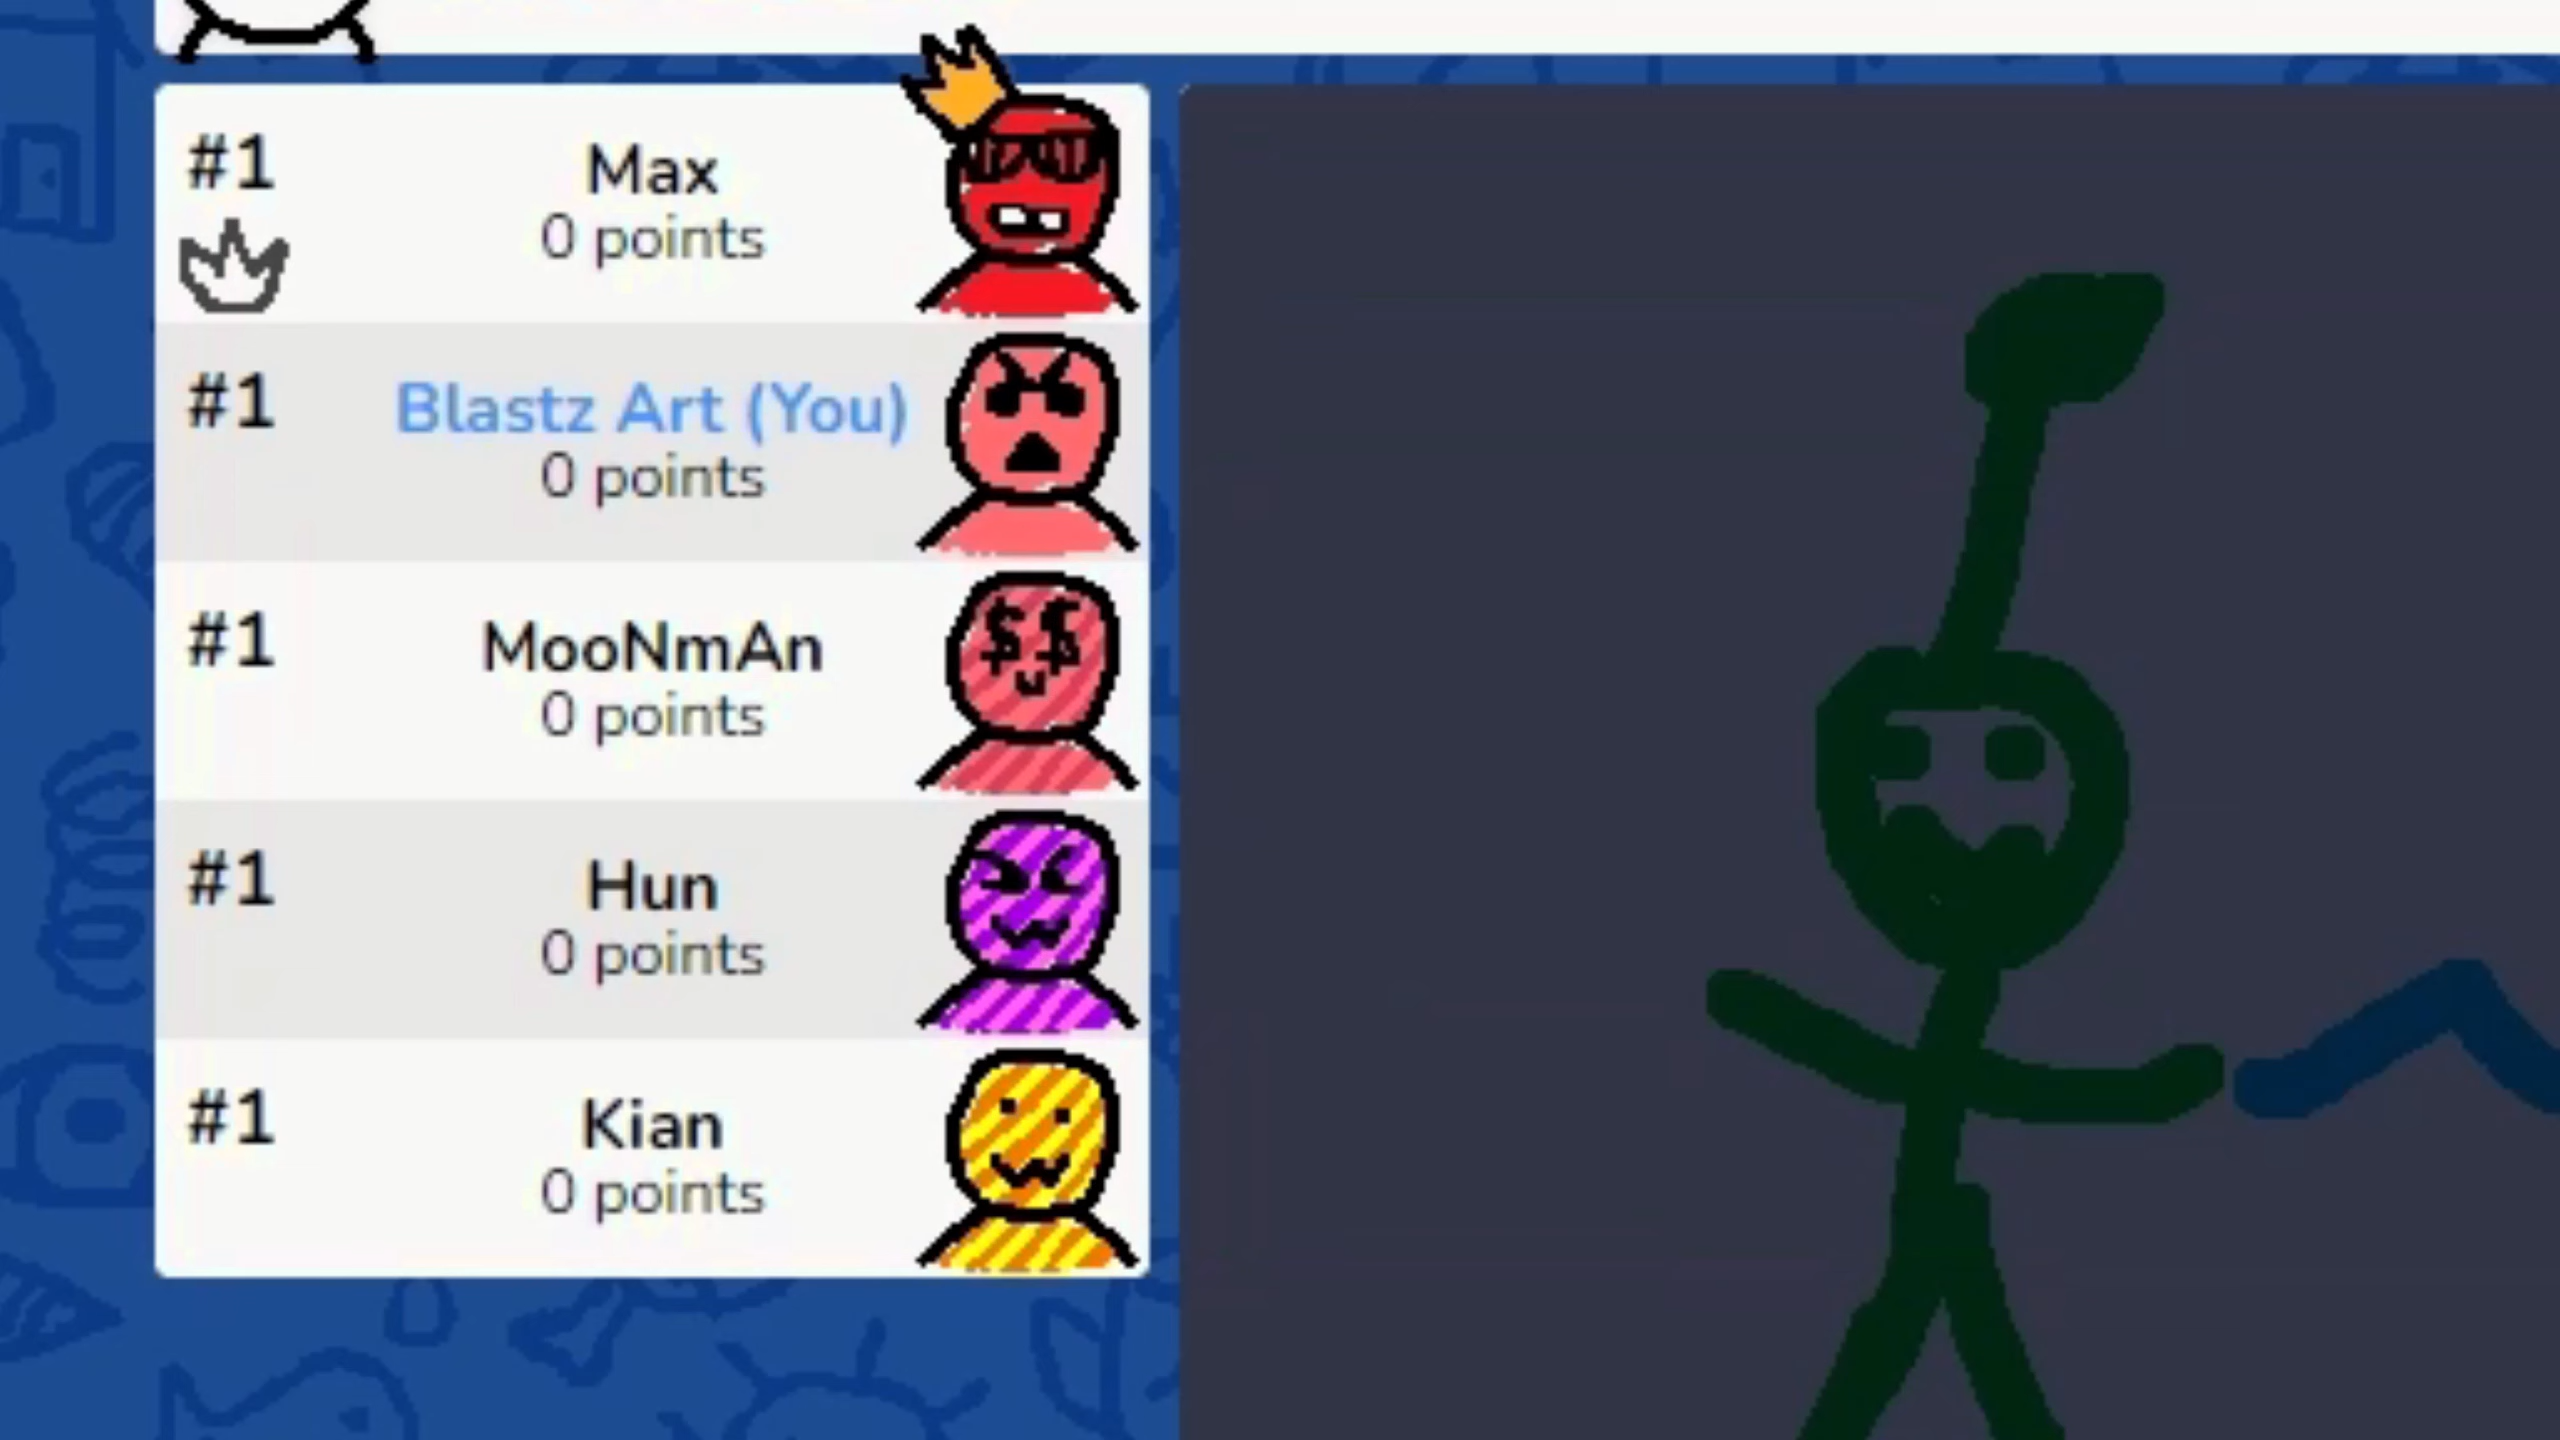 #1
Max
0 points
#1
Blastz Art (You)
0 points
#1
MooNmAn
0 points
#1
Hun
0 points
#1
Kian
0 points